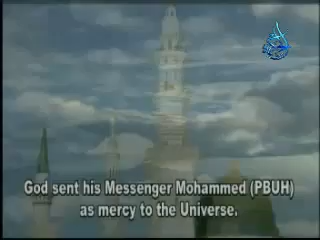 God sent his Messenger Mohammed (PBUH)
as mercy to the Universe.